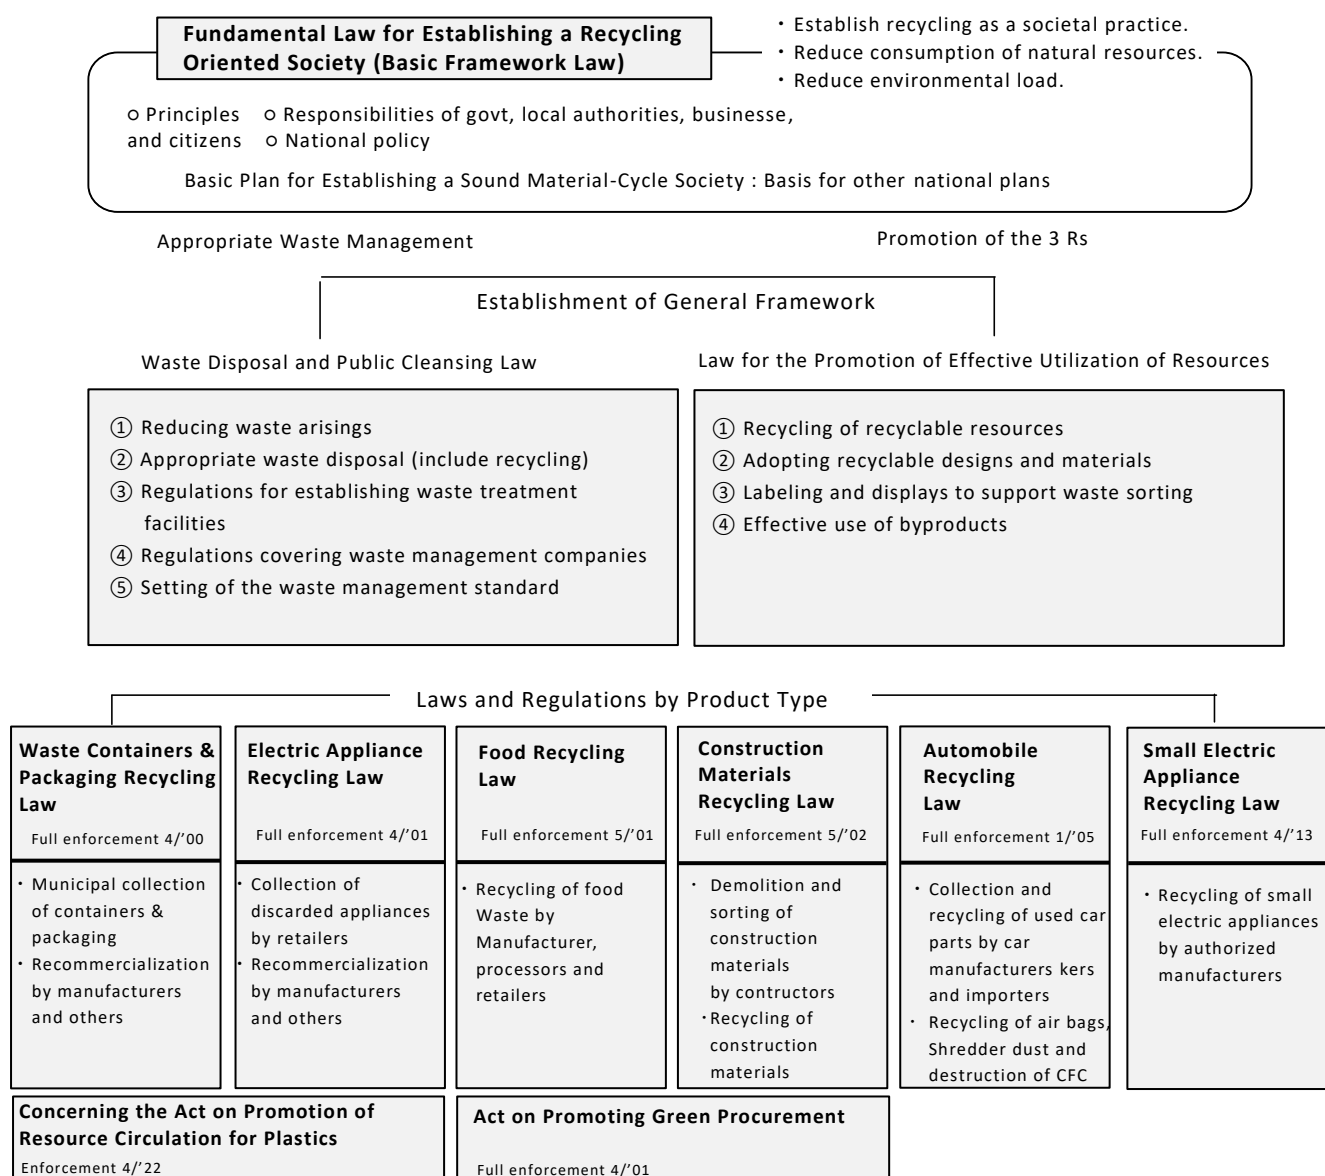 Fundamental Law for Establishing a Recycling
Oriented Society (Basic Framework Law)
・Establish recycling as a societal practice.
・Reduce consumption of natural resources.
・Reduce environmental load.
○ Principles ○ Responsibilities of govt, local authorities, businesse,
and citizens ○ National policy
Basic Plan for Establishing a Sound Material-Cycle Society : Basis for other national plans
Appropriate Waste Management
Promotion of the 3 Rs
Establishment of General Framework
Waste Disposal and Public Cleansing Law
① Reducing waste arisings
② Appropriate waste disposal (include recycling)
③ Regulations for establishing waste treatment
facilities
④ Regulations covering waste management companies
⑤ Setting of the waste management standard
Law for the Promotion of Effective Utilization of Resources
① Recycling of recyclable resources
② Adopting recyclable designs and materials
③ Labeling and displays to support waste sorting
④ Effective use of byproducts
Laws and Regulations by Product Type
Waste Containers &
Packaging Recycling
Law
Full enforcement 4/’00
・Municipal collection
of containers &
packaging
・Recommercialization
by manufacturers
and others
Electric Appliance
Recycling Law
Full enforcement 4/’01
・Collection of
discarded appliances
by retailers
・Recommercialization
by manufacturers
and others
Food Recycling
Law
Full enforcement 5/’01
・Recycling of food
Waste by
Manufacturer,
processors and
retailers
Construction
Materials
Recycling Law
Full enforcement 5/’02
・Demolition and
sorting of
construction
materials
by contructors
・Recycling of
construction
materials
Automobile
Recycling
Law
Full enforcement 1/’05
・Collection and
recycling of used car
parts by car
manufacturers kers
and importers
・Recycling of air bags,
Shredder dust and
destruction of CFC
Small Electric
Appliance
Recycling Law
Full enforcement 4/’13
・Recycling of small
electric appliances
by authorized
manufacturers
Concerning the Act on Promotion of
Resource Circulation for Plastics
Enforcement 4/’22
Act on Promoting Green Procurement
Full enforcement 4/’01